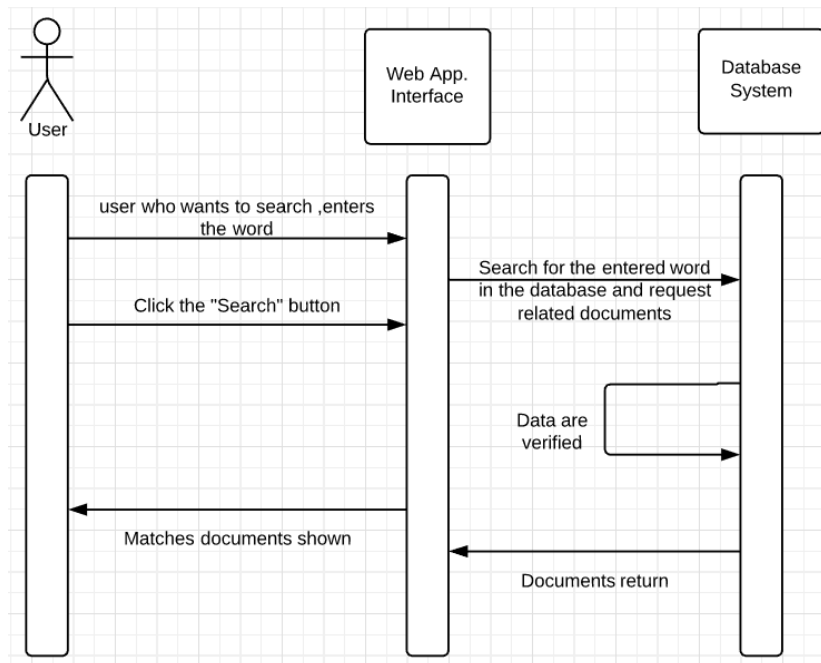 User
Web App.
Interface
Database
System
user who wants to search ,enters
the word
Search for the entered word
in the database and request
related documents
Click the "Search" button
Data are
verified
Matches documents shown
Documents return